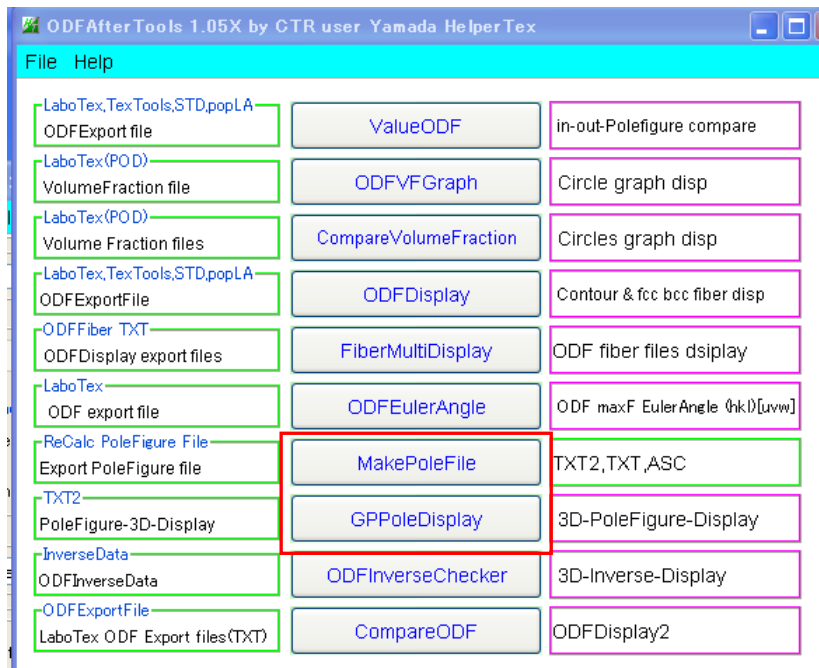 ODFAfterTools 1.05X by CTR user Yamada HelperTex
File Help
LaboTex,TexTools,STD,popLA
ODFExport file
ValueODF
in-out-Polefigure compare
LaboTex(POD)
VolumeFraction file
ODFVFGraph
Circle graph disp
LaboTex(POD)
Volume Fraction files
CompareVolumeFraction
Circles graph disp
LaboTex,TexTools,STD,popLA
ODFExportFile
ODFDisplay
Contour & fcc bcc fiber disp
ODFFiber TXT
ODFDisplay export files
FiberMultiDisplay
ODF fiber files dsiplay
LaboTex
ODF export file
ODFEulerAngle
ODF maxF EulerAngle (hkl)[uvw]
ReCalc PoleFigure File
Export PoleFigure file
MakePoleFile
TXT2,TXT,ASC
TXT2
PoleFigure-3D-Display
GPPoleDisplay
3D-PoleFigure-Display
InverseData
ODFInverseData
ODFInverseChecker
3D-Inverse-Display
ODFExportFile
LaboTex ODF Export files(TXT)
CompareODF
ODFDisplay2